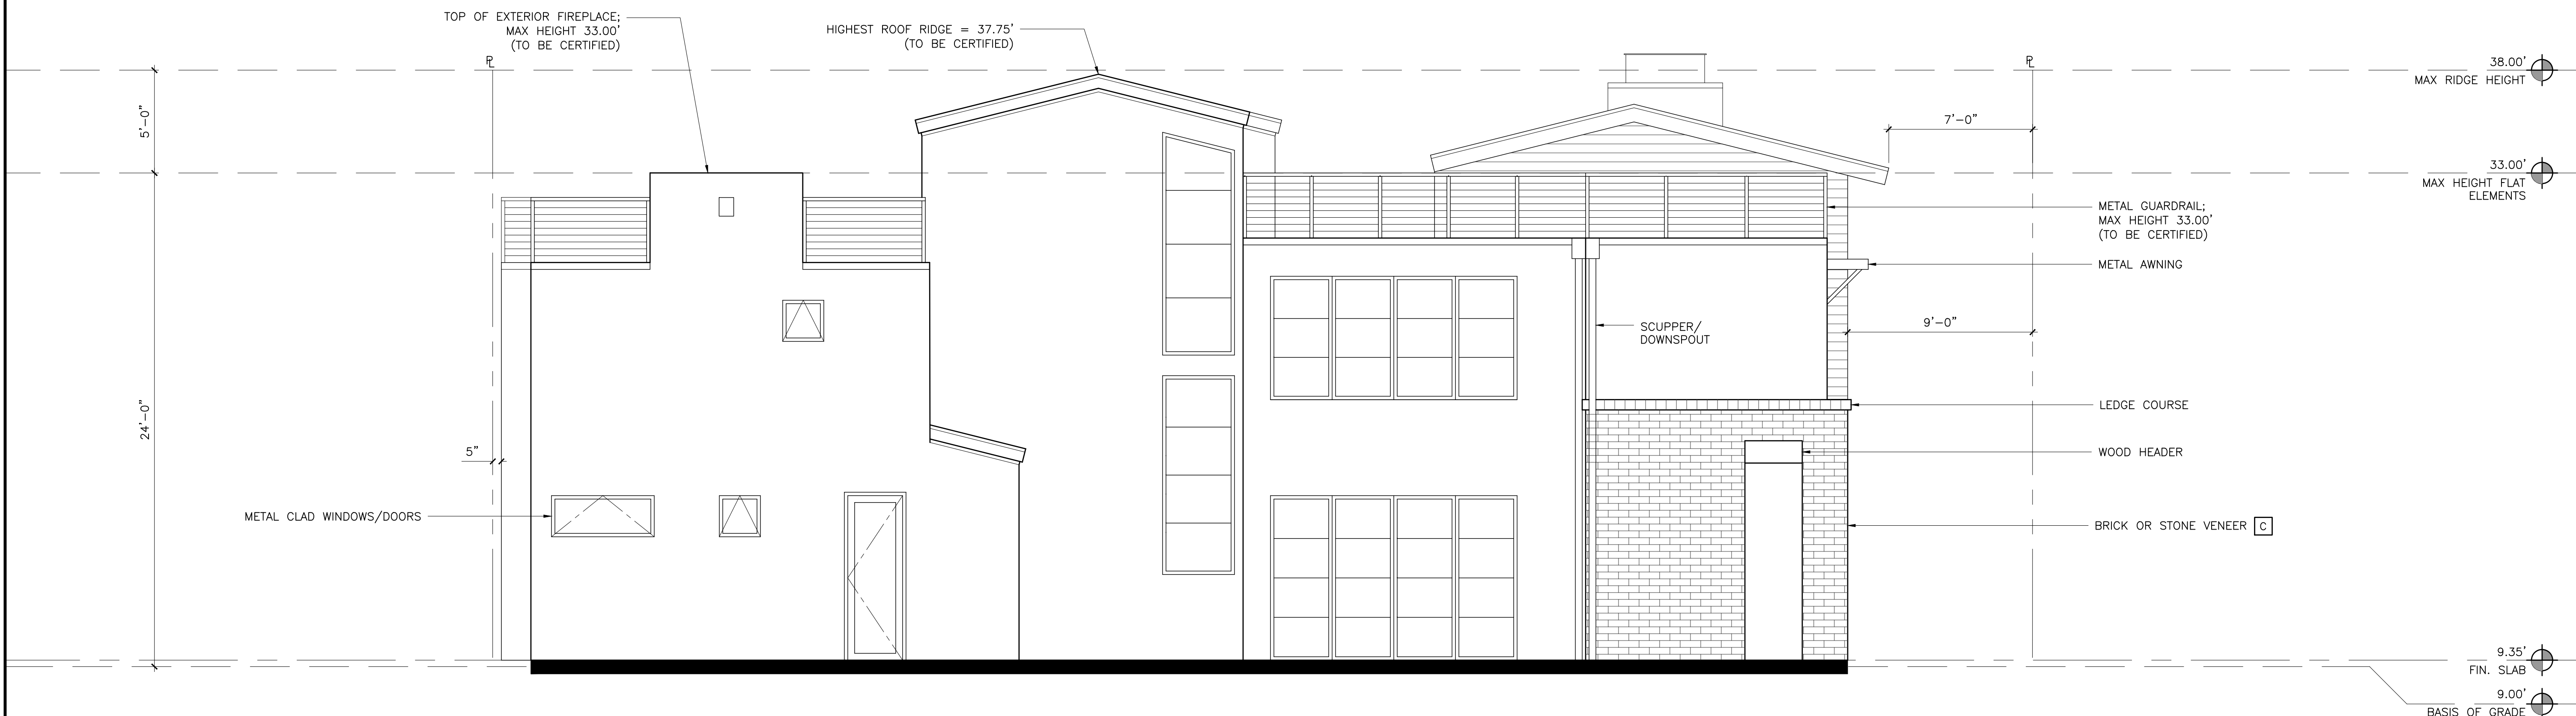 TOP OF EXTERIOR FIREPLACE;
MAX HEIGHT 33.00'
(TO BE CERTIFIED)
HIGHEST ROOF RIDGE = 37.75'
(TO BE CERTIFIED)
PL
PL
38.00'
MAX RIDGE HEIGHT
5'-0"
7'-0"
33.00'
MAX HEIGHT FLAT
ELEMENTS
METAL GUARDRAIL;
MAX HEIGHT 33.00'
(TO BE CERTIFIED)
METAL AWNING
SCUPPER/
DOWNSPOUT
9'-0"
24'-0"
LEDGE COURSE
5"
WOOD HEADER
METAL CLAD WINDOWS/DOORS
BRICK OR STONE VENEER C
9.35'
FIN. SLAB
9.00'
BASIS OF GRADE